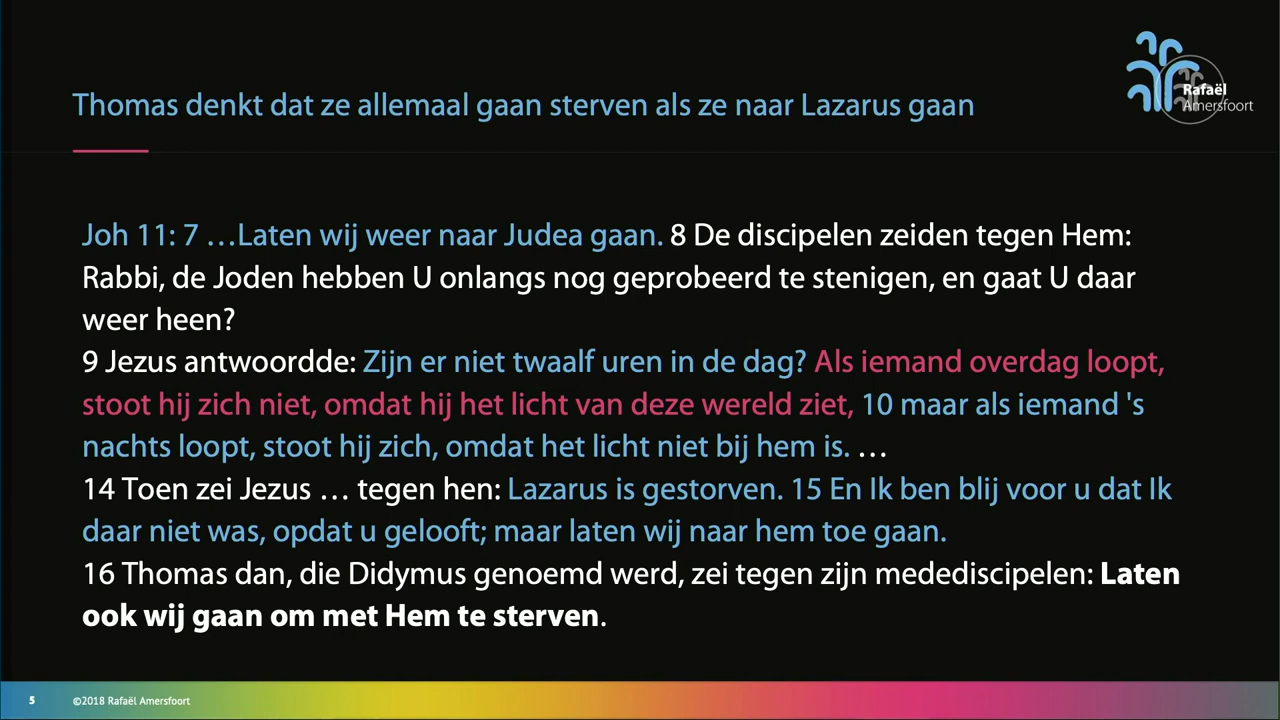 Rafaël
Amersfoort
Thomas denkt dat ze allemaal gaan sterven als ze naar Lazarus gaan
Joh 11: 7 …Laten wij weer naar Judea gaan. 8 De discipelen zeiden tegen Hem:
Rabbi, de Joden hebben U onlangs nog geprobeerd te stenigen, en gaat U daar
weer heen?
9 Jezus antwoordde: Zijn er niet twaalf uren in de dag? Als iemand overdag loopt,
stoot hij zich niet, omdat hij het licht van deze wereld ziet, 10 maar als iemand 's
nachts loopt, stoot hij zich, omdat het licht niet bij hem is. …
14 Toen zei Jezus … tegen hen: Lazarus is gestorven. 15 En Ik ben blij voor u dat Ik
daar niet was, opdat u gelooft; maar laten wij naar hem toe gaan.
16 Thomas dan, die Didymus genoemd werd, zei tegen zijn medediscipelen: Laten
ook wij gaan om met Hem te sterven.
5 ©2018 Rafaël Amersfoort